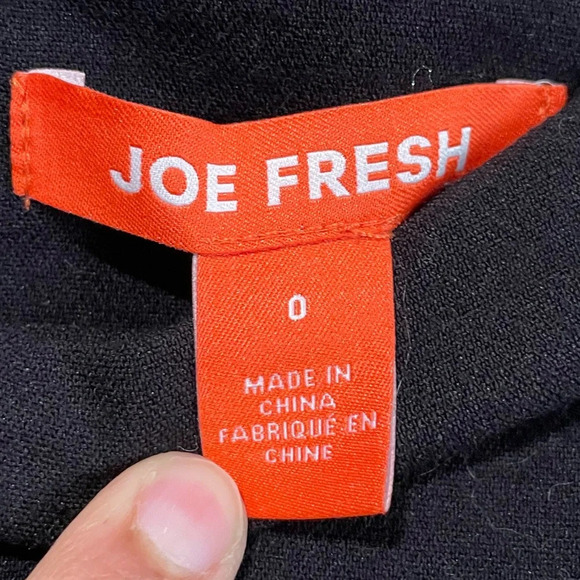 JOE FRESH
0
MADE IN
CHINA
FABRIQUÉ EN
CHINE